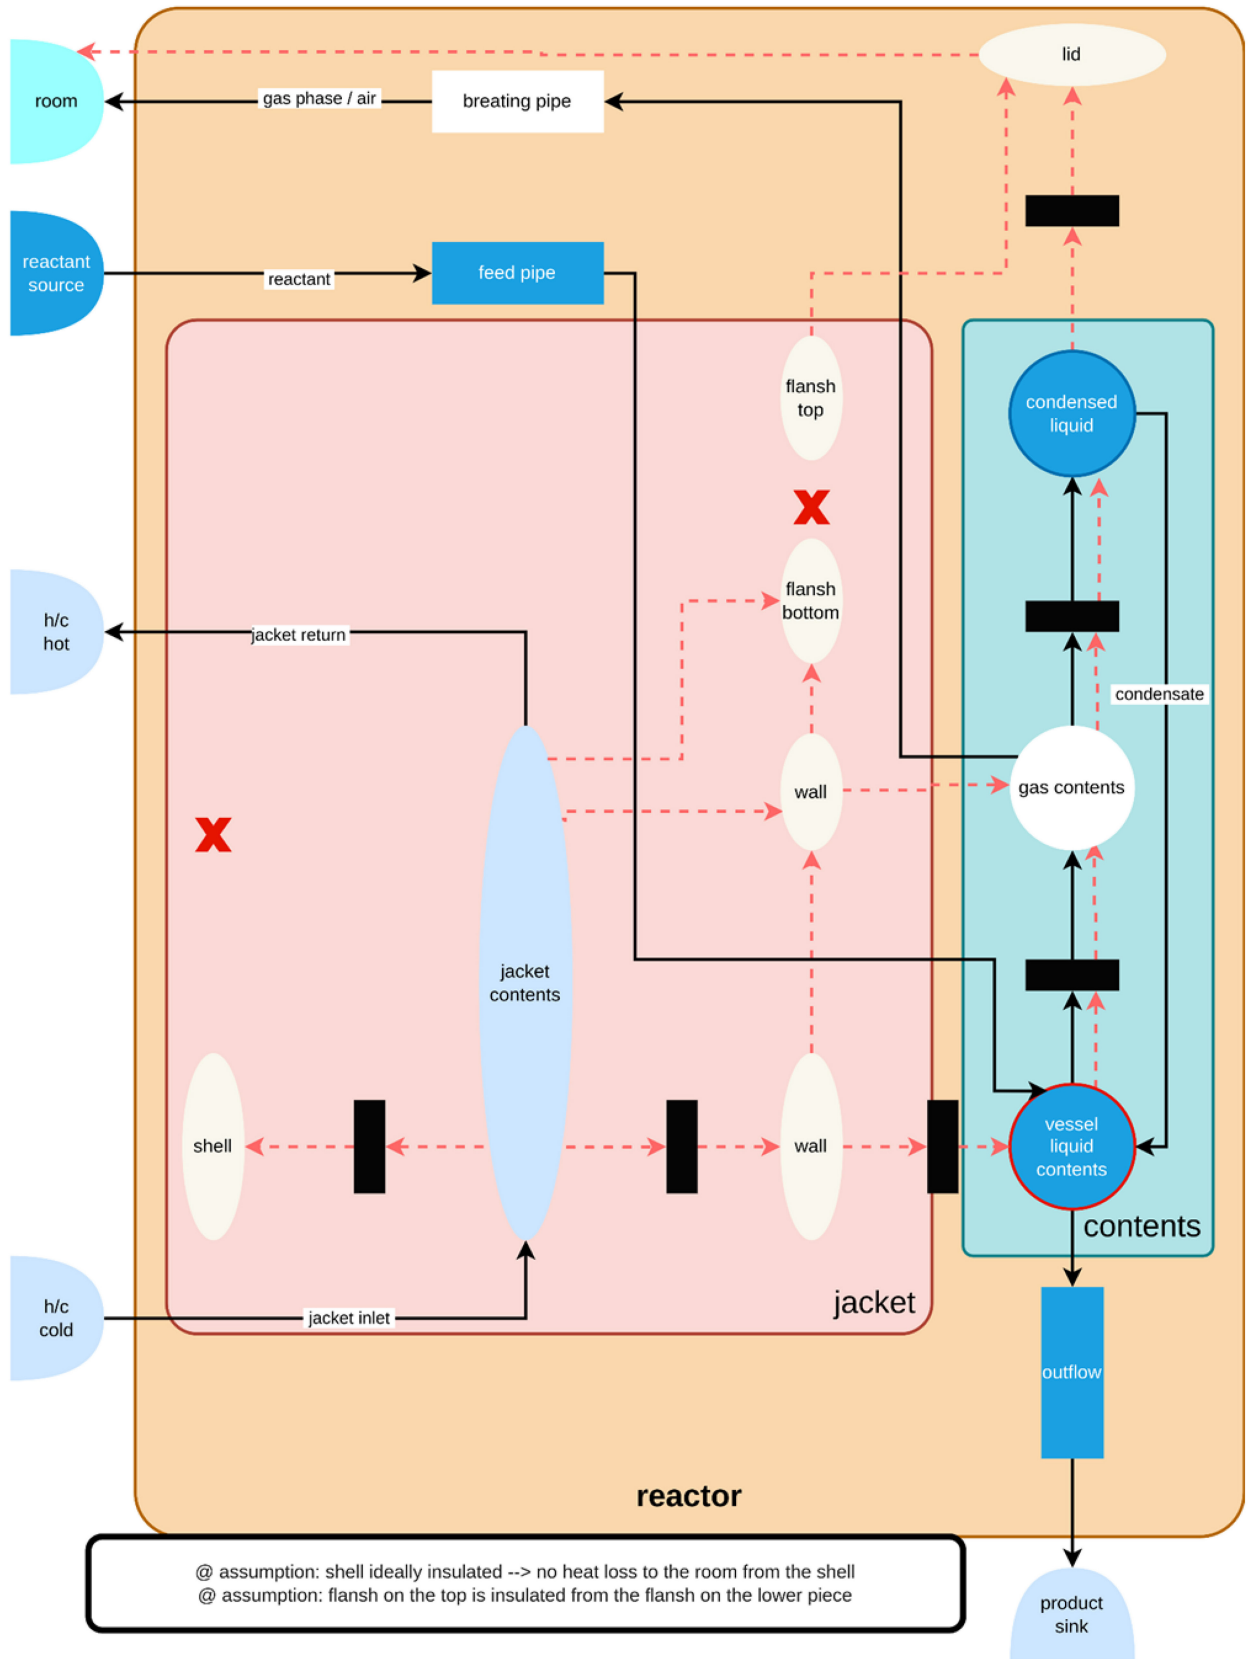 lid
room
gas phase / air
breating pipe
reactant
source
reactant
feed pipe
flansh
top
condensed
liquid
h/c
hot
jacket return
flansh
bottom
condensate
wall
gas contents
jacket
contents
shell
wall
vessel
liquid
contents
contents
h/c
cold
jacket inlet
jacket
outflow
reactor
@ assumption: shell ideally insulated --> no heat loss to the room from the shell
@ assumption: flansh on the top is insulated from the flansh on the lower piece
product
sink